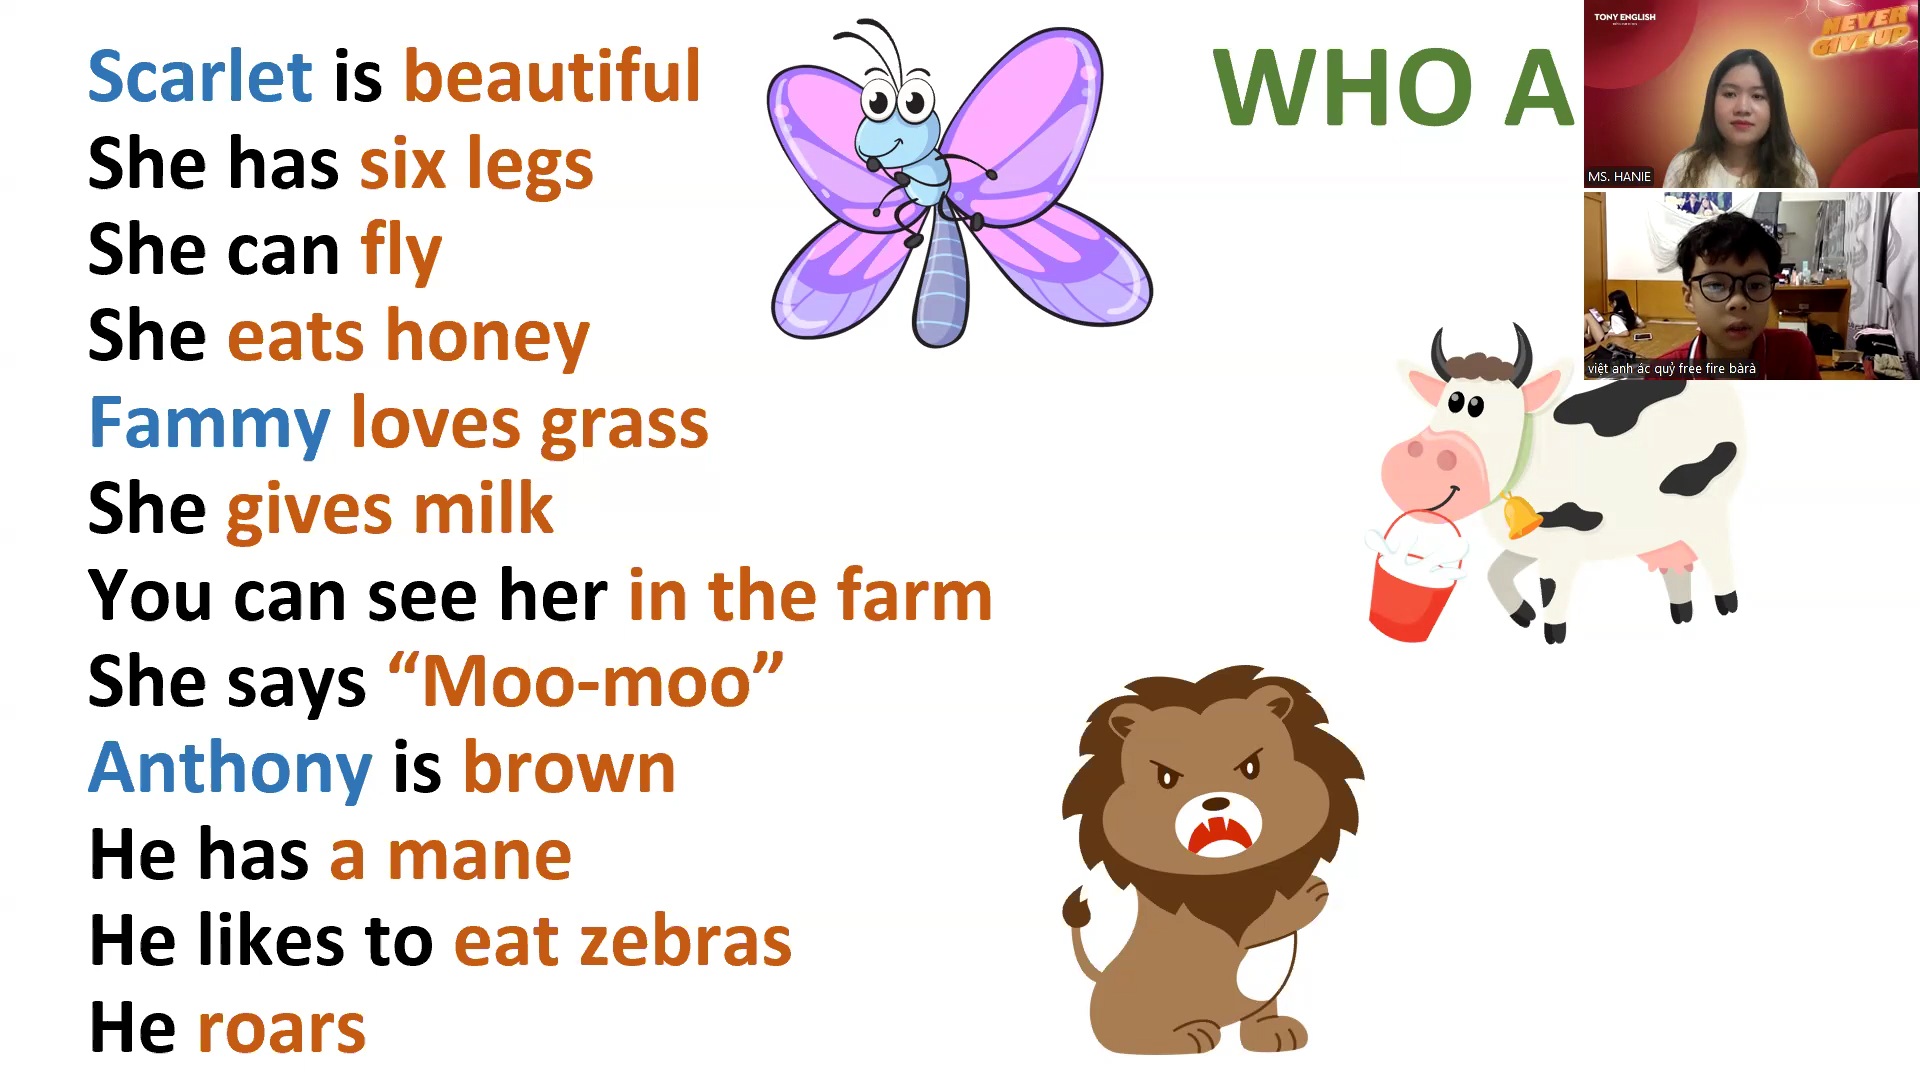 Scarlet is beautiful
She has six legs
She can fly
She eats honey
Fammy loves grass
She gives milk
You can see her in the farm
She says “Moo-moo”
Anthony is brown
He has a mane
He likes to eat zebras
He roars
WHO A
TONY ENGLISH
NEVER
GIVE UP
MS. HANIE
việt anh ác quỷ free fire bàrà